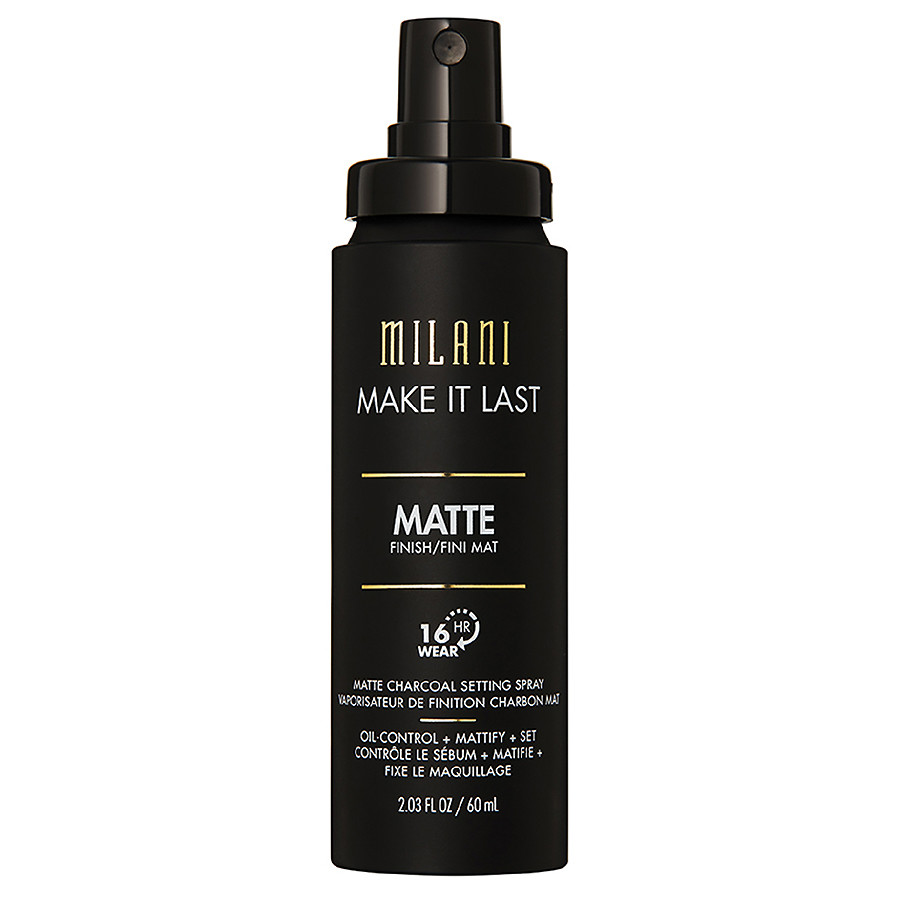 MILANI
MAKE IT LAST
MATTE
FINISH/FINI MAT
16 HR
WEAR
MATTE CHARCOAL SETTING SPRAY
VAPORISATEUR DE FINITION CHARBON MAT
OIL-CONTROL + MATTIFY + SET
CONTRÔLE LE SÉBUM + MATIFIE +
FIXE LE MAQUILLAGE
2.03 FL OZ / 60 mL